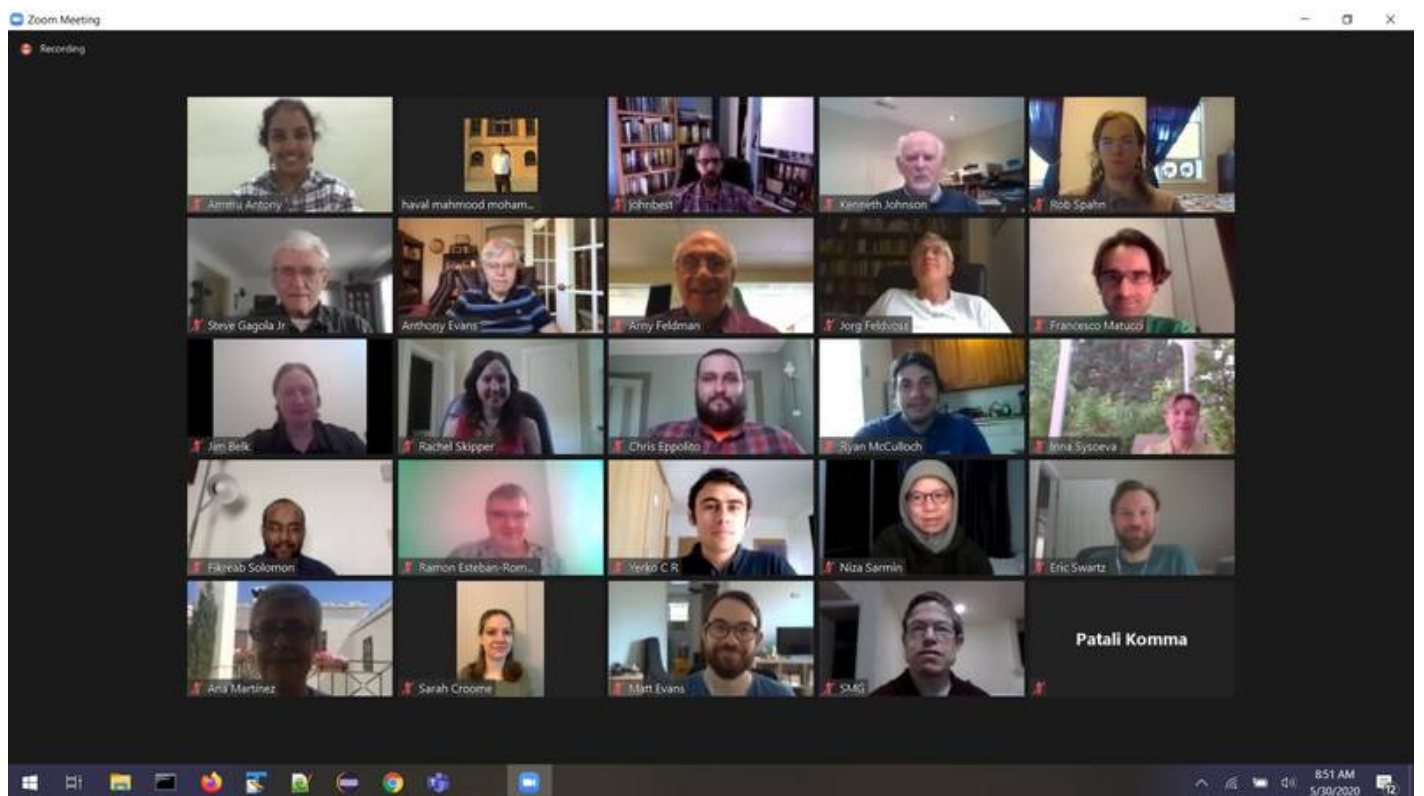 Zoom Meeting
Recording
Ammu Antony
haval mahmood moham...
johnbest
Kenneth Johnson
Rob Spahn
Steve Gagola Jr
Anthony Evans
Arny Feldman
Jorg Feldvoss
Francesco Matucci
Jim Belk
Rachel Skipper
Chris Eppolito
Ryan McCulloch
Inna Sysoeva
Fikreab Solomon
Ramon Esteban-Rom...
Yerko C R
Niza Sarmin
Eric Swartz
Ana Martinez
Sarah Croome
Matt Evans
SMG
Patali Komma
8:51 AM
5/30/2020
12